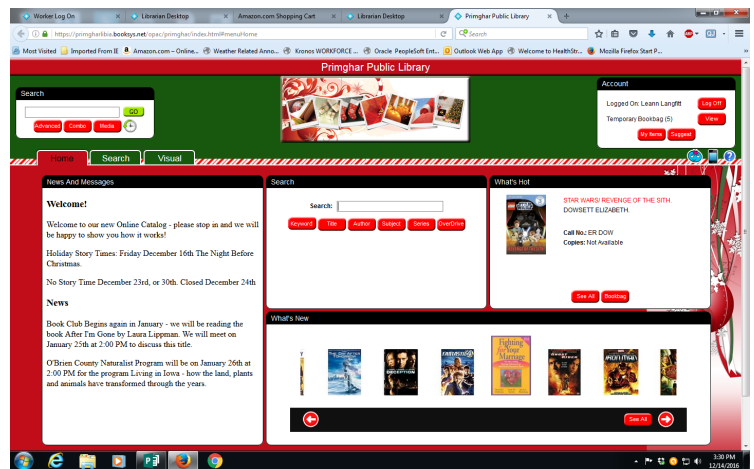 Worker Log On
Librarian Desktop
Amazon.com Shopping Cart
Librarian Desktop
Primghar Public Library
https://primgharlibia.booksys.net/opac/primghar/index.html#menuHome
Search
Most Visited
Imported From IE
Amazon.com – Online...
Weather Related Anno...
Kronos WORKFORCE ...
Oracle PeopleSoft Ent...
Outlook Web App
Welcome to HealthStr...
Mozilla Firefox Start P...
Primghar Public Library
Search
GO
Advanced
Combo
Media
Account
Logged On: Leann Langfitt
Log Off
Temporary Bookbag (5)
View
My Items
Suggest
Home
Search
Visual
News And Messages
Welcome!
Welcome to our new Online Catalog - please stop in and we will
be happy to show you how it works!
Holiday Story Times: Friday December 16th The Night Before
Christmas.
No Story Time December 23rd, or 30th. Closed December 24th
News
Book Club Begins again in January - we will be reading the
book After I'm Gone by Laura Lippman. We will meet on
January 25th at 2:00 PM to discuss this title.
O'Brien County Naturalist Program will be on January 26th at
2:00 PM for the program Living in Iowa - how the land, plants
and animals have transformed through the years.
Search
Search:
Keyword
Title
Author
Subject
Series
OverDrive
What's Hot
STAR WARS/ REVENGE OF THE SITH.
DOWSETT ELIZABETH.
Call No.: ER DOW
Copies: Not Available
See All
Bookbag
What's New
DECEPTION
FANTASTIC
Fighting
for Your
Marriage
GHOST RIDER
IRON MAN
See All
3:30 PM
12/14/2016